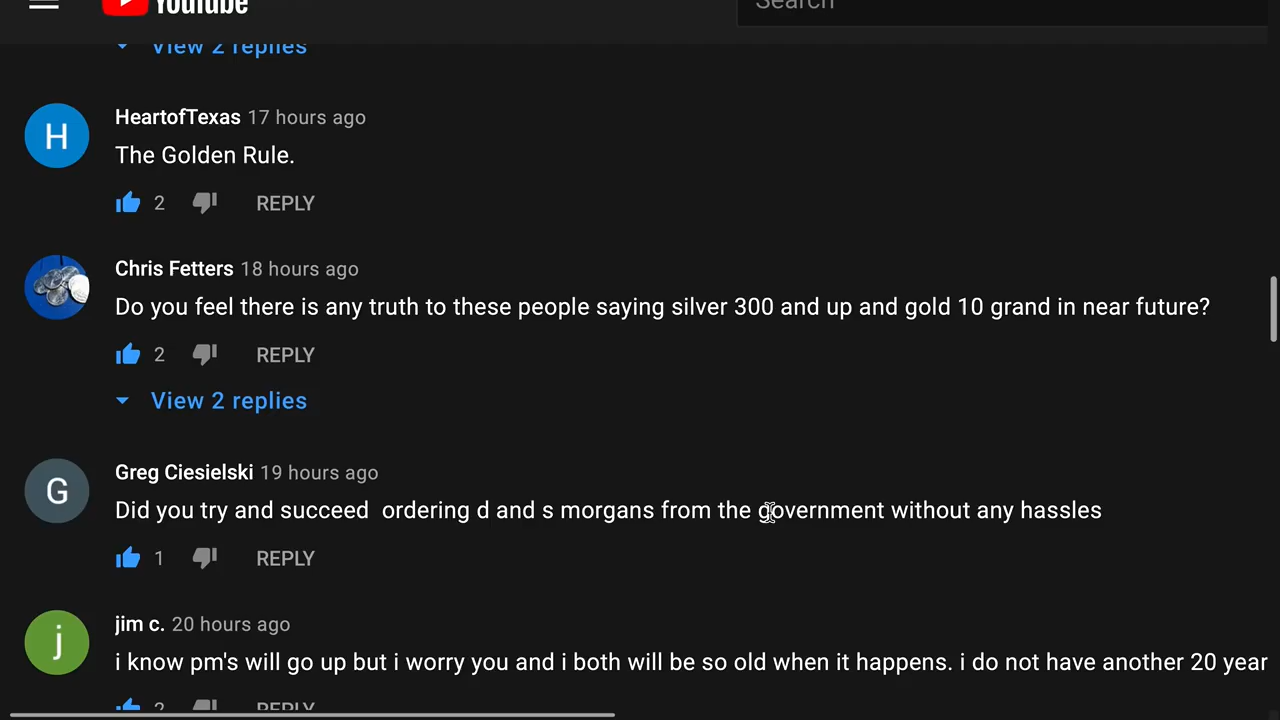 YouTube
Search
View 2 replies
H
HeartofTexas 17 hours ago
The Golden Rule.
2 REPLY
Chris Fetters 18 hours ago
Do you feel there is any truth to these people saying silver 300 and up and gold 10 grand in near future?
2 REPLY
View 2 replies
G
Greg Ciesielski 19 hours ago
Did you try and succeed  ordering d and s morgans from the government without any hassles
1 REPLY
j
jim c. 20 hours ago
i know pm's will go up but i worry you and i both will be so old when it happens. i do not have another 20 year
2 REPLY